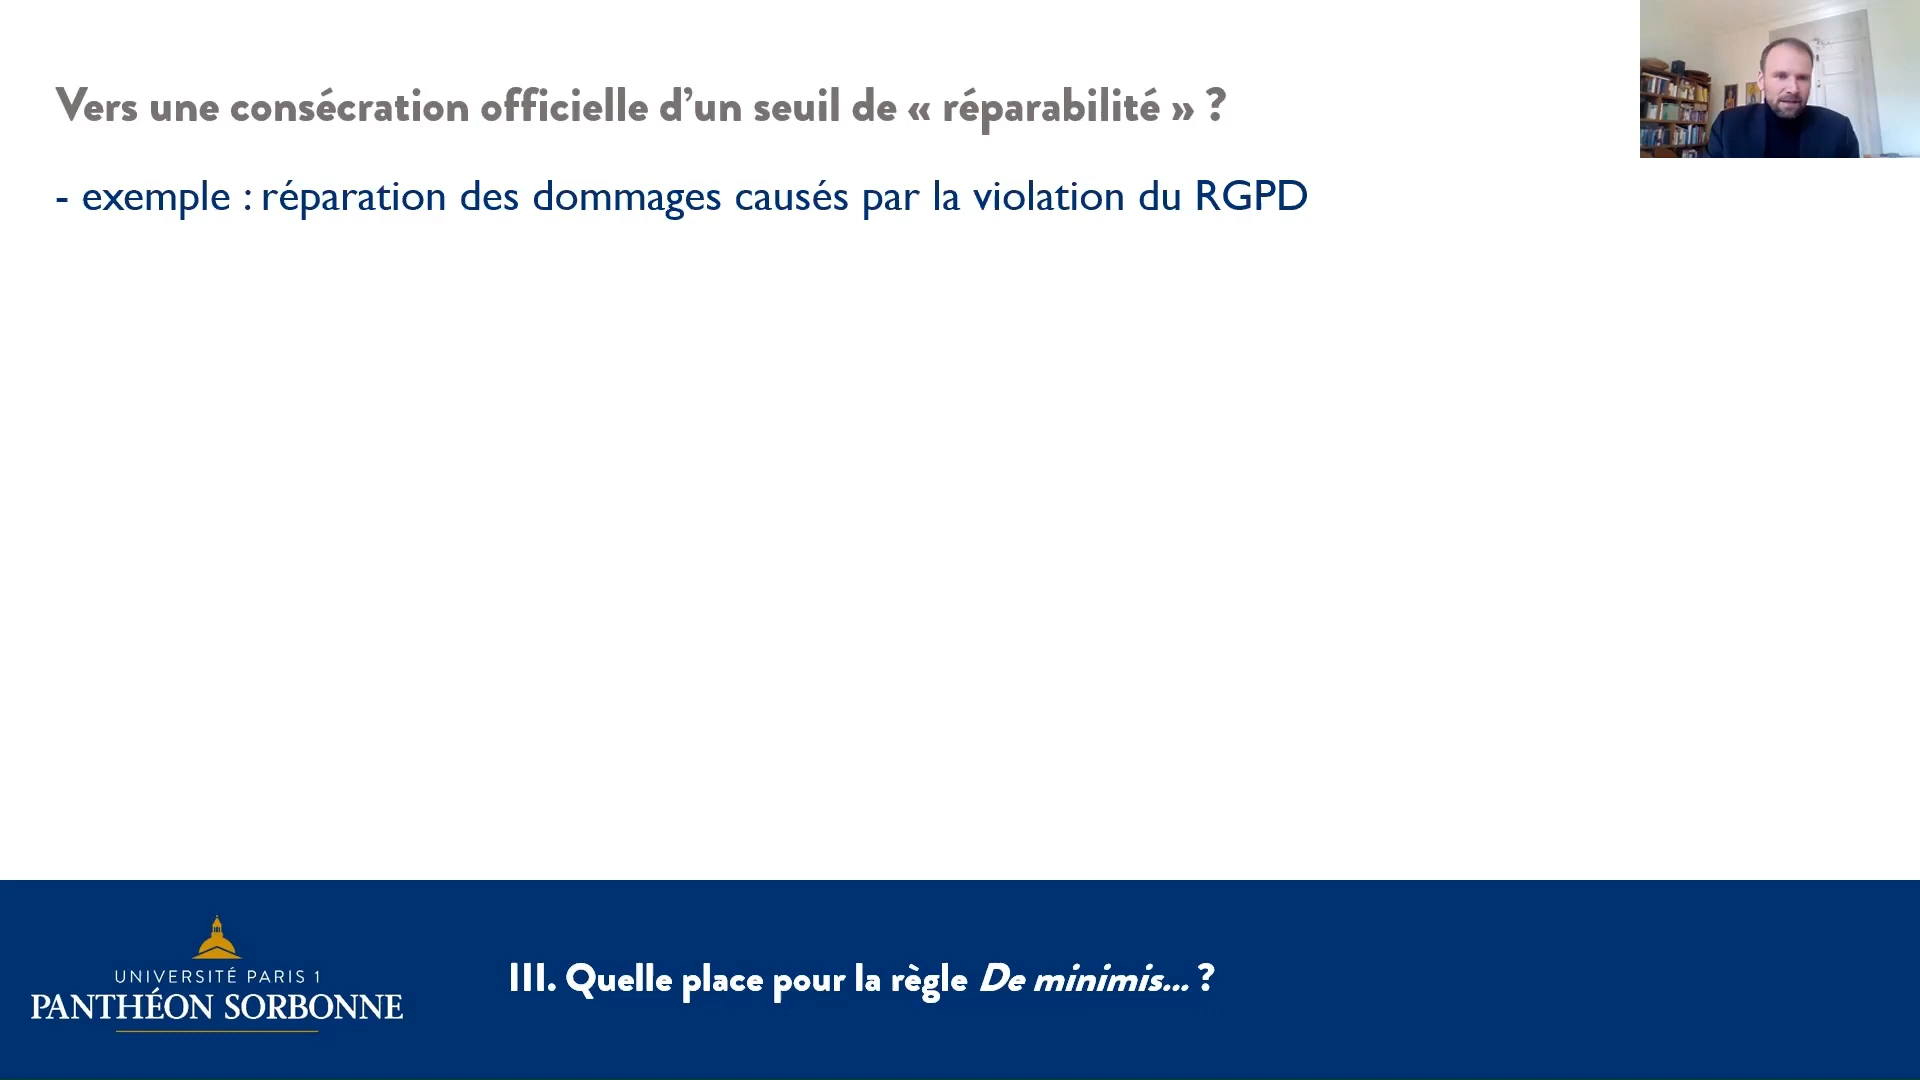 Vers une consécration officielle d’un seuil de « réparabilité » ?
- exemple : réparation des dommages causés par la violation du RGPD
UNIVERSITÉ PARIS 1
PANTHÉON SORBONNE
III. Quelle place pour la règle De minimis... ?